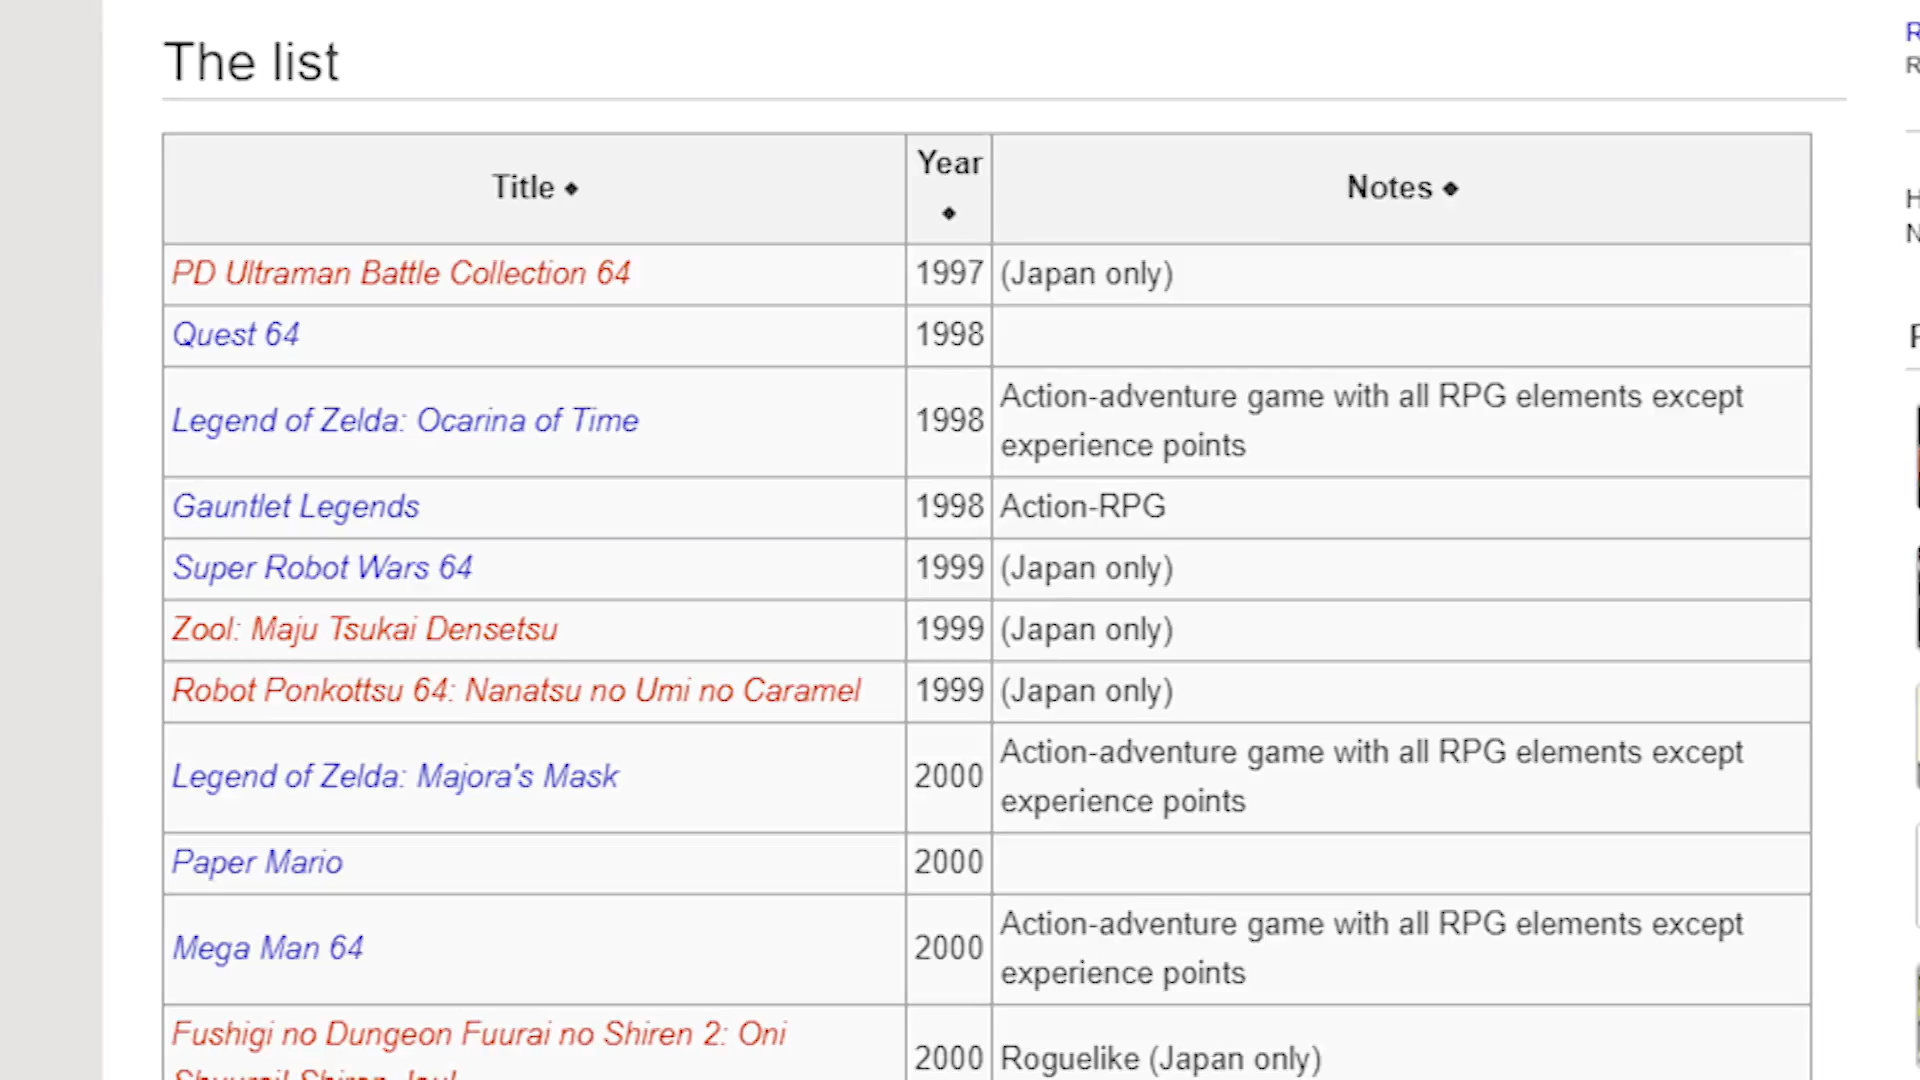 The list
Title
Year
Notes
PD Ultraman Battle Collection 64 1997 (Japan only)
Quest 64 1998
Legend of Zelda: Ocarina of Time 1998 Action-adventure game with all RPG elements except
experience points
Gauntlet Legends 1998 Action-RPG
Super Robot Wars 64 1999 (Japan only)
Zool: Maju Tsukai Densetsu 1999 (Japan only)
Robot Ponkottsu 64: Nanatsu no Umi no Caramel 1999 (Japan only)
Legend of Zelda: Majora's Mask 2000 Action-adventure game with all RPG elements except
experience points
Paper Mario 2000
Mega Man 64 2000 Action-adventure game with all RPG elements except
experience points
Fushigi no Dungeon Fuurai no Shiren 2: Oni
2000 Roguelike (Japan only)